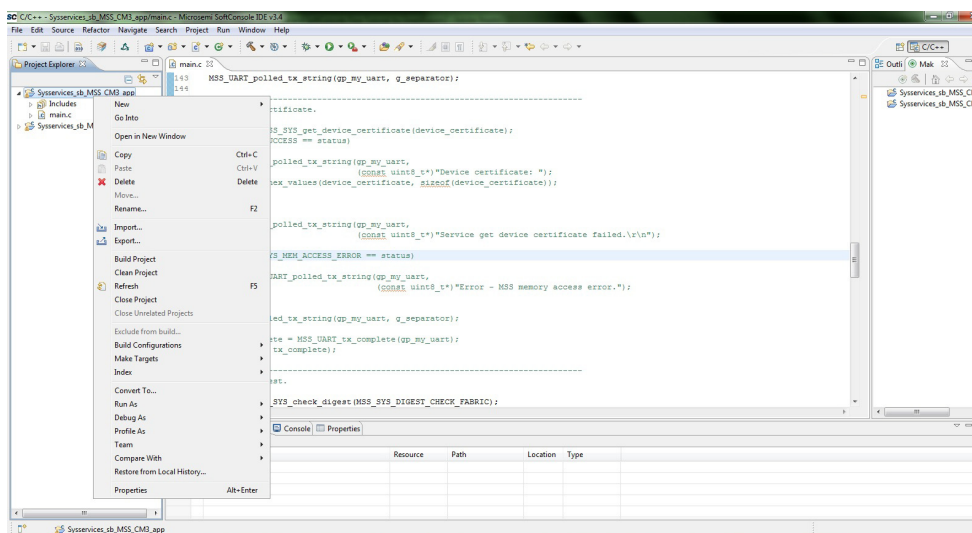 SC C/C++ - Sysservices_sb_MSS_CM3_app/main.c - Microsemi SoftConsole IDE v3.4
File Edit Source Refactor Navigate Search Project Run Window Help
C/C++
Project Explorer
main.c
Outli
Mak
Sysservices_sb_MSS_CM3_app
Includes
main.c
Sysservices_sb_M
New
Go Into
Open in New Window
Copy Ctrl+C
Paste Ctrl+V
Delete Delete
Move...
Rename... F2
Import...
Export...
Build Project
Clean Project
Refresh F5
Close Project
Close Unrelated Projects
Exclude from build...
Build Configurations
Make Targets
Index
Convert To...
Run As
Debug As
Profile As
Team
Compare With
Restore from Local History...
Properties Alt+Enter
143 MSS_UART_polled_tx_string(gp_my_uart, g_separator);
144
rtificate.
SS_SYS_get_device_certificate(device_certificate);
CCESS == status)
polled_tx_string(gp_my_uart,
(const uint8_t*)"Device certificate: ");
hex_values(device_certificate, sizeof(device_certificate));
polled_tx_string(gp_my_uart,
(const uint8_t*)"Service get device certificate failed.\r\n");
YS_MEM_ACCESS_ERROR == status)
UART_polled_tx_string(gp_my_uart,
(const uint8_t*)"Error - MSS memory access error.");
led_tx_string(gp_my_uart, g_separator);
ete = MSS_UART_tx_complete(gp_my_uart);
tx_complete);
est.
_SYS_check_digest(MSS_SYS_DIGEST_CHECK_FABRIC);
Sysservices_sb_MSS_C
Sysservices_sb_MSS_C
Console Properties
Resource Path Location Type
Sysservices_sb_MSS_CM3_app